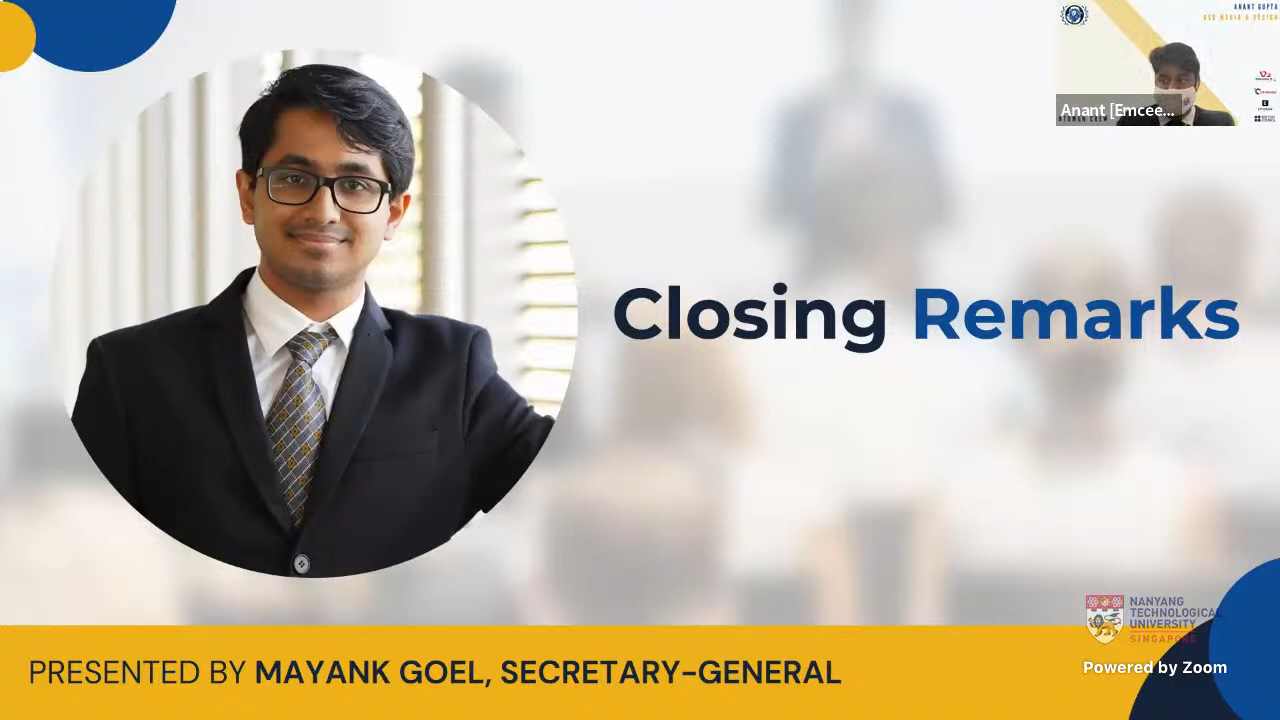 ANANT GUPTA
USG MEDIA & DESIGN
Anant [Emcee...
Closing Remarks
NANYANG
TECHNOLOGICAL
UNIVERSITY
SINGAPORE
Powered by Zoom
PRESENTED BY MAYANK GOEL, SECRETARY-GENERAL